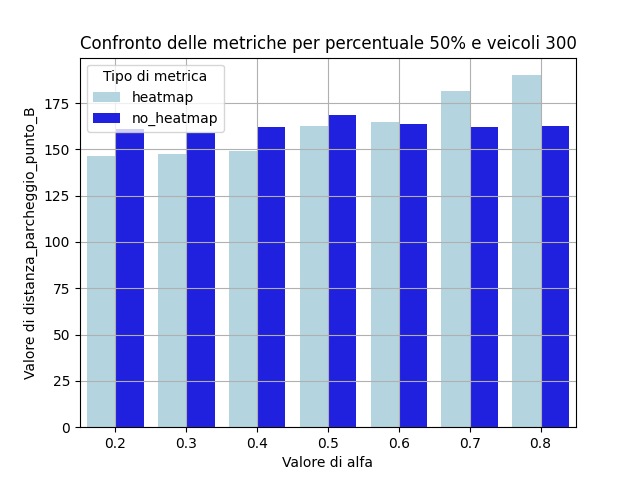 Confronto delle metriche per percentuale 50% e veicoli 300
Tipo di metrica
heatmap
no_heatmap
Valore di distanza_parcheggio_punto_B
175
150
125
100
75
50
25
0
0.2 0.3 0.4 0.5 0.6 0.7 0.8
Valore di alfa